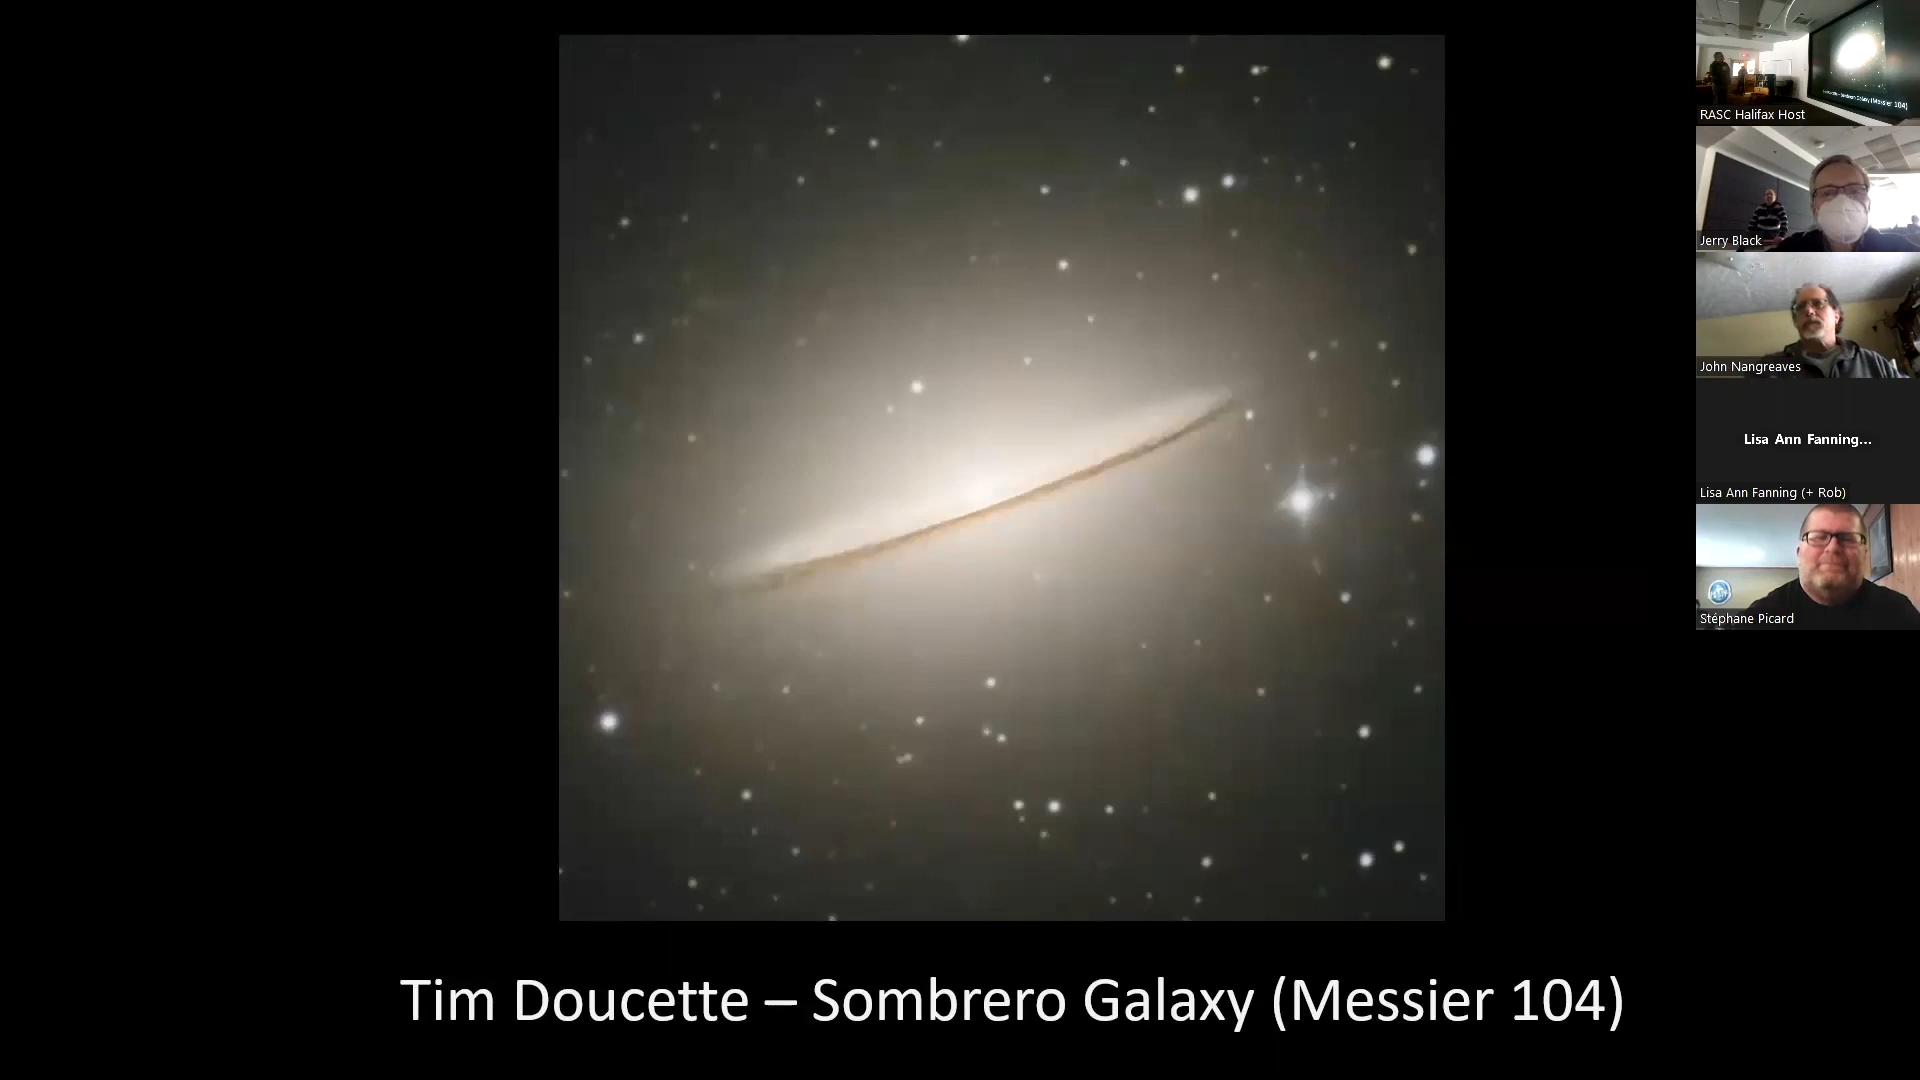 RASC Halifax Host
Jerry Black
John Nangreaves
Lisa Ann Fanning...
Lisa Ann Fanning (+ Rob)
Stéphane Picard
Tim Doucette – Sombrero Galaxy (Messier 104)